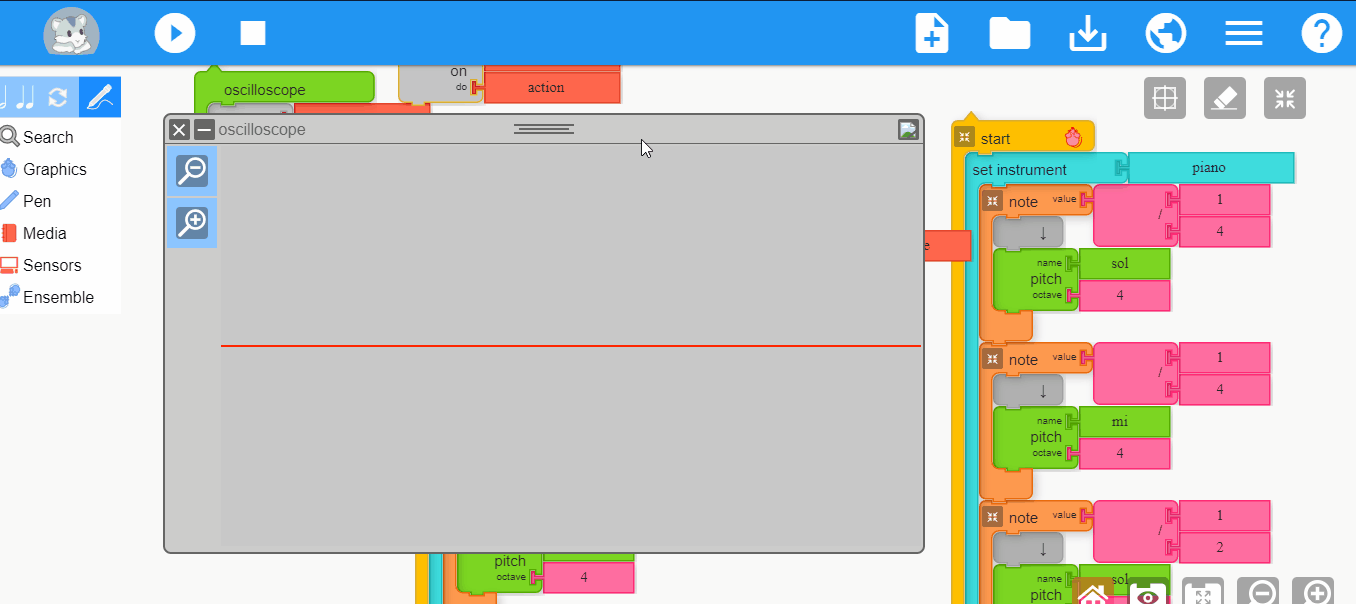 on
do
action
oscilloscope
oscilloscope
Search
Graphics
Pen
Media
Sensors
Ensemble
start
set instrument
piano
note
value
1
/
4
↓
name
sol
pitch
octave
4
note
value
1
/
4
↓
name
mi
pitch
octave
4
note
value
1
/
2
↓
name
sol
pitch
pitch
octave
4